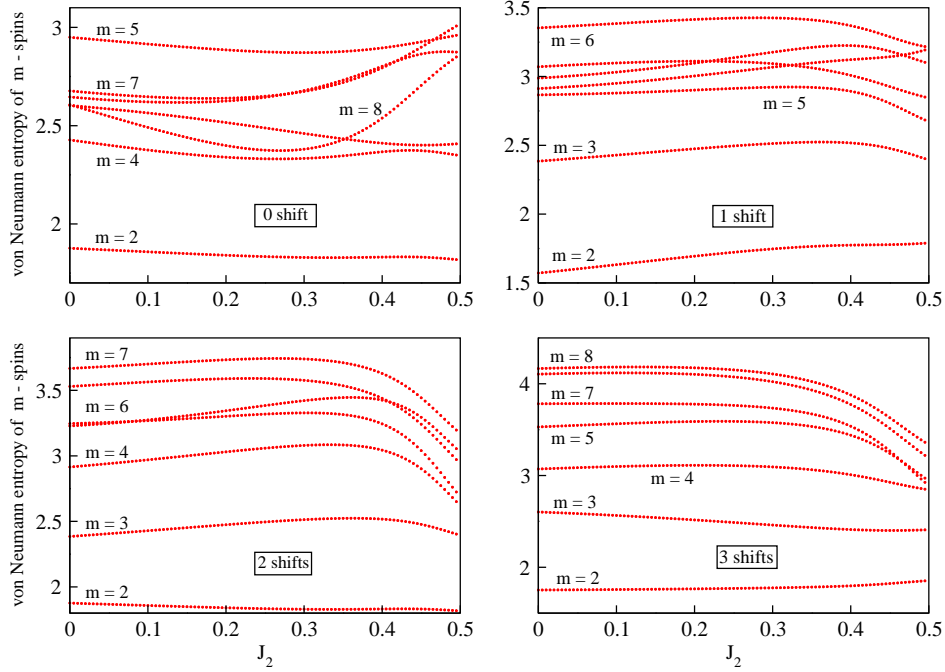 von Neumann entropy of m - spins
3
2.5
2
m = 5
m = 7
m = 8
m = 4
0 shift
m = 2
0 0.1 0.2 0.3 0.4 0.5
3.5
3
2.5
2
1.5
m = 6
m = 5
m = 3
1 shift
m = 2
0 0.1 0.2 0.3 0.4 0.5
von Neumann entropy of m - spins
3.5
3
2.5
2
m = 7
m = 6
m = 4
m = 3
2 shifts
m = 2
0 0.1 0.2 0.3 0.4 0.5
J2
4
3
2
m = 8
m = 7
m = 5
m = 4
m = 3
3 shifts
m = 2
0 0.1 0.2 0.3 0.4 0.5
J2